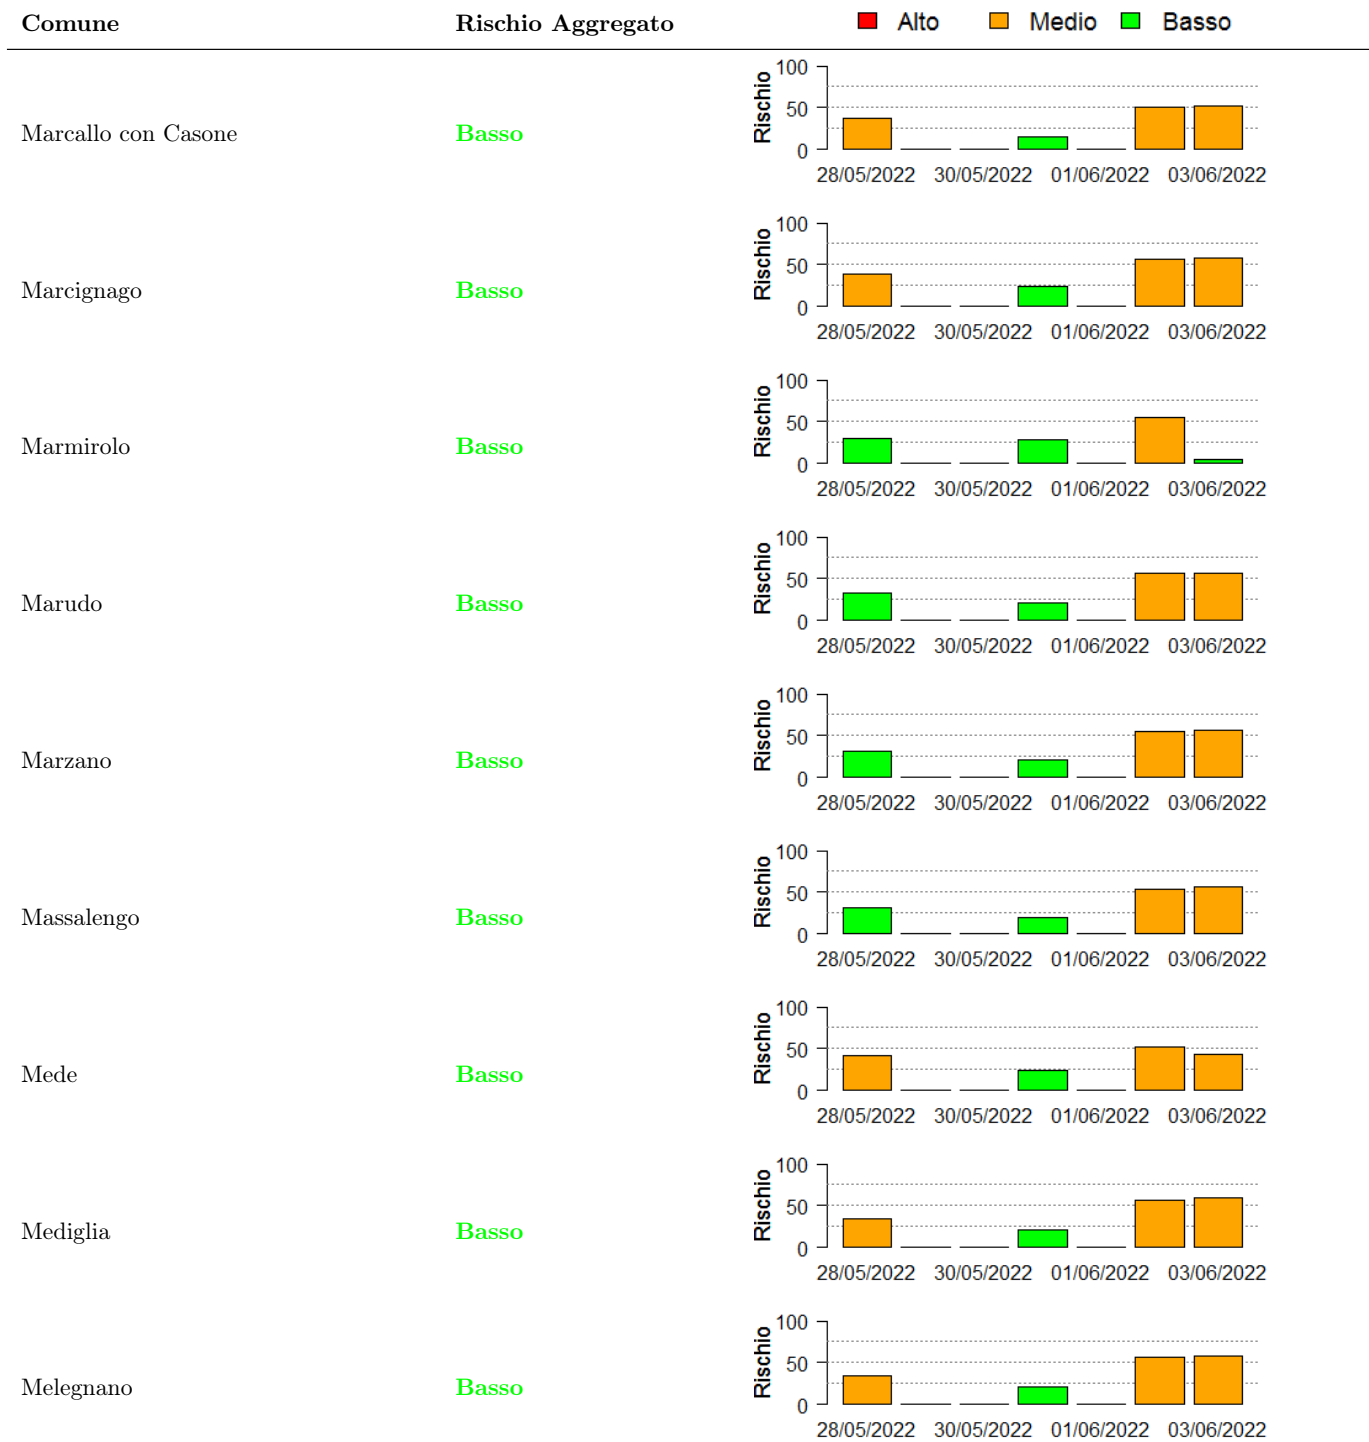 Comune Rischio Aggregato Alto Medio Basso
100
50
0
Rischio
Marcallo con Casone Basso
28/05/2022 30/05/2022 01/06/2022 03/06/2022
100
50
0
Rischio
Marcignago Basso
28/05/2022 30/05/2022 01/06/2022 03/06/2022
100
50
0
Rischio
Marmirolo Basso
28/05/2022 30/05/2022 01/06/2022 03/06/2022
100
50
0
Rischio
Marudo Basso
28/05/2022 30/05/2022 01/06/2022 03/06/2022
100
50
0
Rischio
Marzano Basso
28/05/2022 30/05/2022 01/06/2022 03/06/2022
100
50
0
Rischio
Massalengo Basso
28/05/2022 30/05/2022 01/06/2022 03/06/2022
100
50
0
Rischio
Mede Basso
28/05/2022 30/05/2022 01/06/2022 03/06/2022
100
50
0
Rischio
Mediglia Basso
28/05/2022 30/05/2022 01/06/2022 03/06/2022
100
50
0
Rischio
Melegnano Basso
28/05/2022 30/05/2022 01/06/2022 03/06/2022